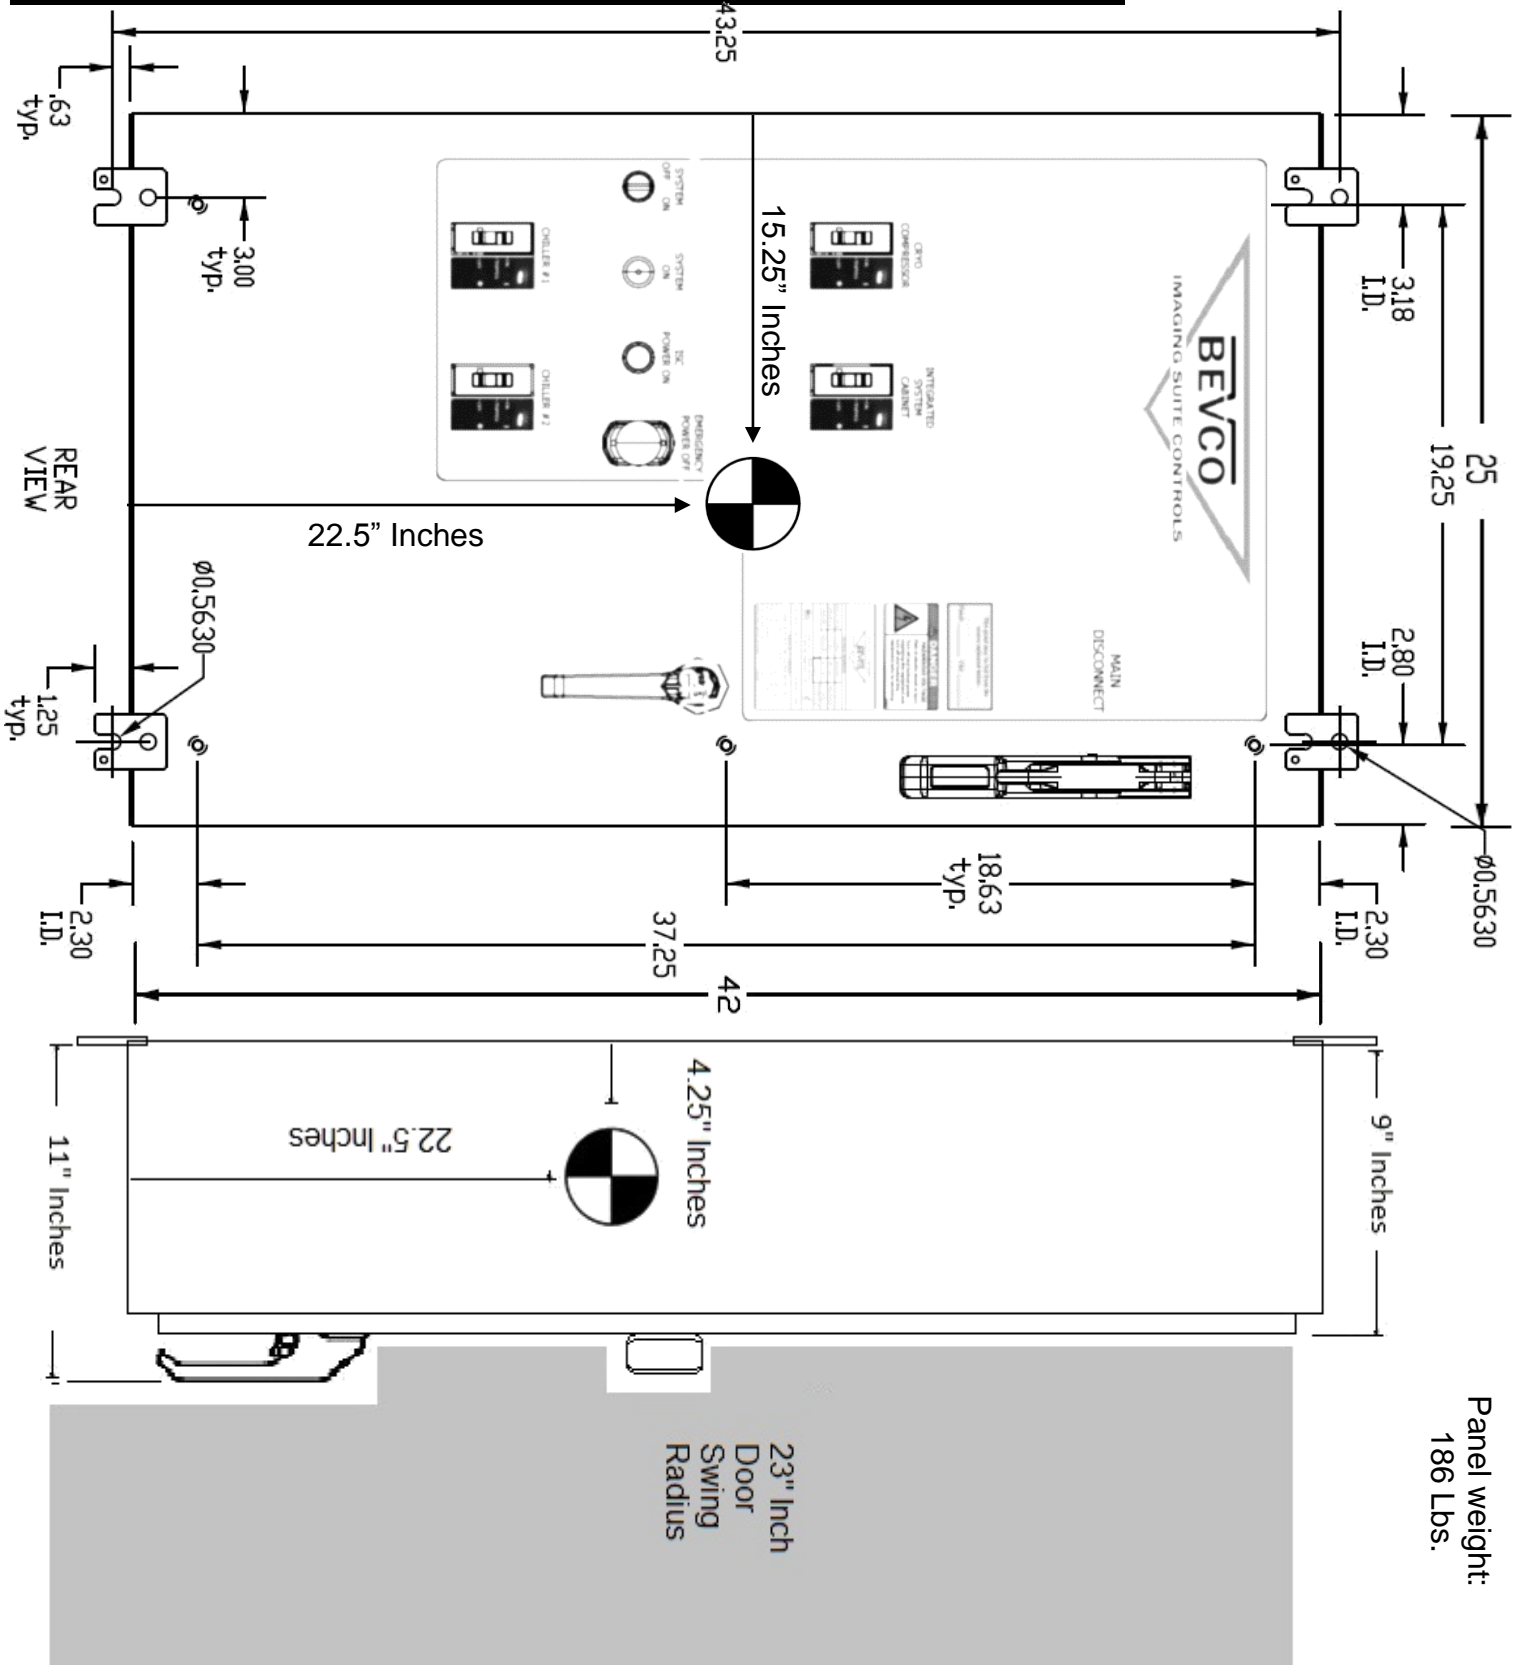 43.25
.63
typ.
3.00
typ.
25
19.25
3.18
I.D.
2.80
I.D.
Ø0.5630
BEVCO
IMAGING SUITE CONTROLS
CRYO
COMPRESSOR
INTEGRATED
SYSTEM
CABINET
SYSTEM
OFF ON
SYSTEM
ON
ISC
POWER ON
EMERGENCY
POWER OFF
CHILLER #1
CHILLER #2
15.25” Inches
22.5” Inches
MAIN
DISCONNECT
REAR
VIEW
Ø0.5630
1.25
typ.
18.63
typ.
2.30
I.D.
2.30
I.D.
37.25
42
4.25" Inches
22.5" Inches
9" Inches
11" Inches
23" Inch
Door
Swing
Radius
Panel weight:
186 Lbs.